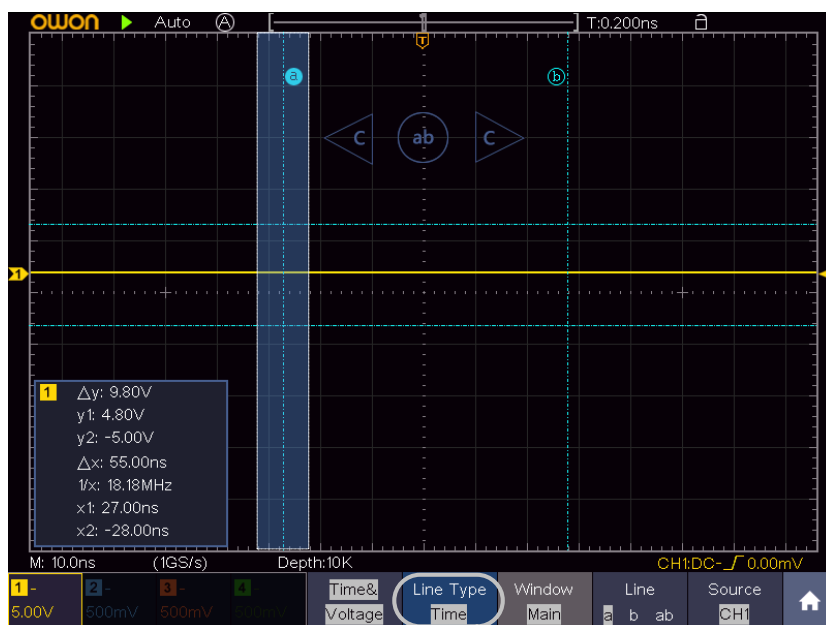 OWON Auto A T T:0.200ns
T
a b
C ab C
1
1 △y: 9.80V
y1: 4.80V
y2: -5.00V
△x: 55.00ns
1/x: 18.18MHz
x1: 27.00ns
x2: -28.00ns
M: 10.0ns (1GS/s) Depth:10K CH1:DC- 0.00mV
1 - 2 - 3 - 4 - Time& Line Type Window Line Source
5.00V 500mV 500mV 500mV Voltage Time Main a b ab CH1